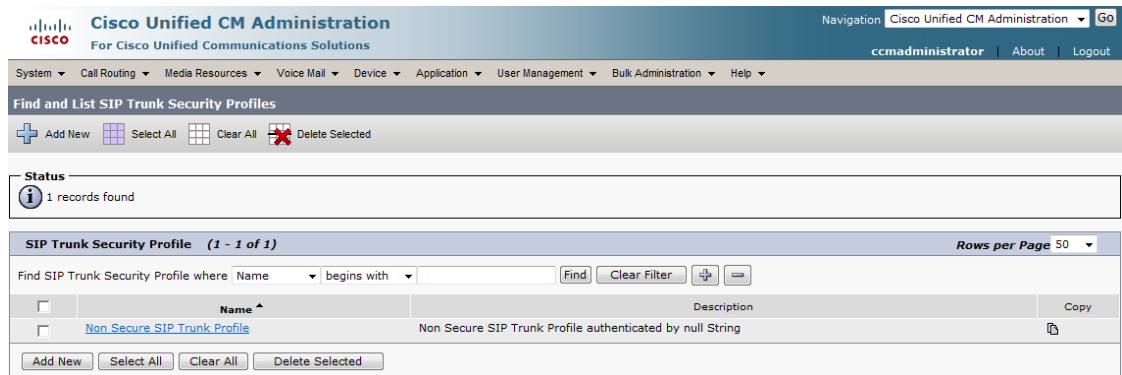 Cisco Unified CM Administration
Navigation Cisco Unified CM Administration Go
CISCO For Cisco Unified Communications Solutions
ccmadministrator | About | Logout
System Call Routing Media Resources Voice Mail Device Application User Management Bulk Administration Help
Find and List SIP Trunk Security Profiles
Add New Select All Clear All Delete Selected
Status
1 records found
SIP Trunk Security Profile (1 - 1 of 1) Rows per Page 50
Find SIP Trunk Security Profile where Name begins with Find Clear Filter
Name Description Copy
Non Secure SIP Trunk Profile Non Secure SIP Trunk Profile authenticated by null String
Add New Select All Clear All Delete Selected